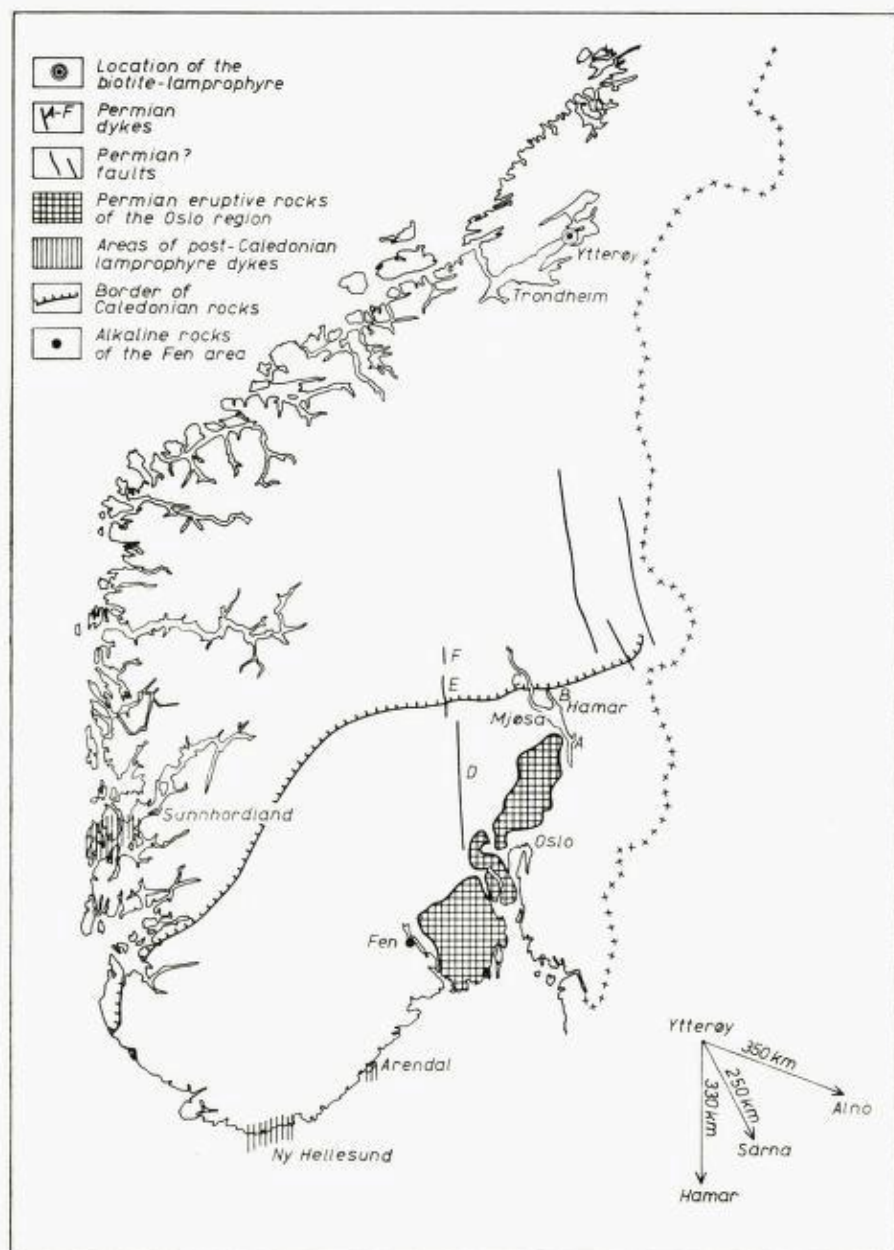 Location of the
biotite-lamprophyre
A-F Permian
dykes
Permian?
faults
Permian eruptive rocks
of the Oslo region
Areas of post-Caledonian
lamprophyre dykes
Border of
Caledonian rocks
Alkaline rocks
of the Fen area
Ytterøy
Trondheim
F
E
B
Hamar
Mjøsa
A
D
Sunnhordland
Oslo
Fen
Arendal
Ny Hellesund
Ytterøy
350 km
250 km
330 km
Alnö
Särna
Hamar